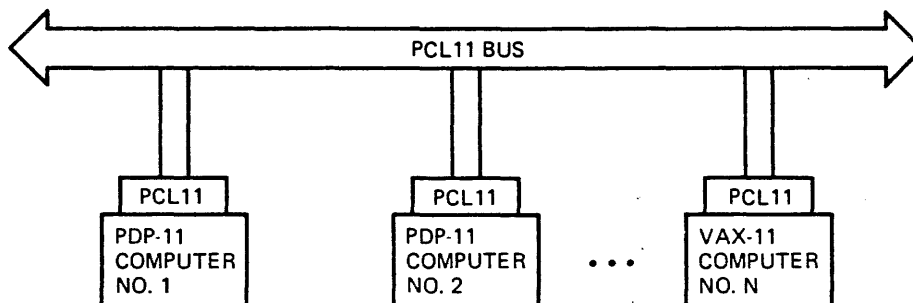 PCL11 BUS
PCL11
PCL11
PCL11
PDP-11
COMPUTER
NO. 1
PDP-11
COMPUTER
NO. 2
...
VAX-11
COMPUTER
NO. N